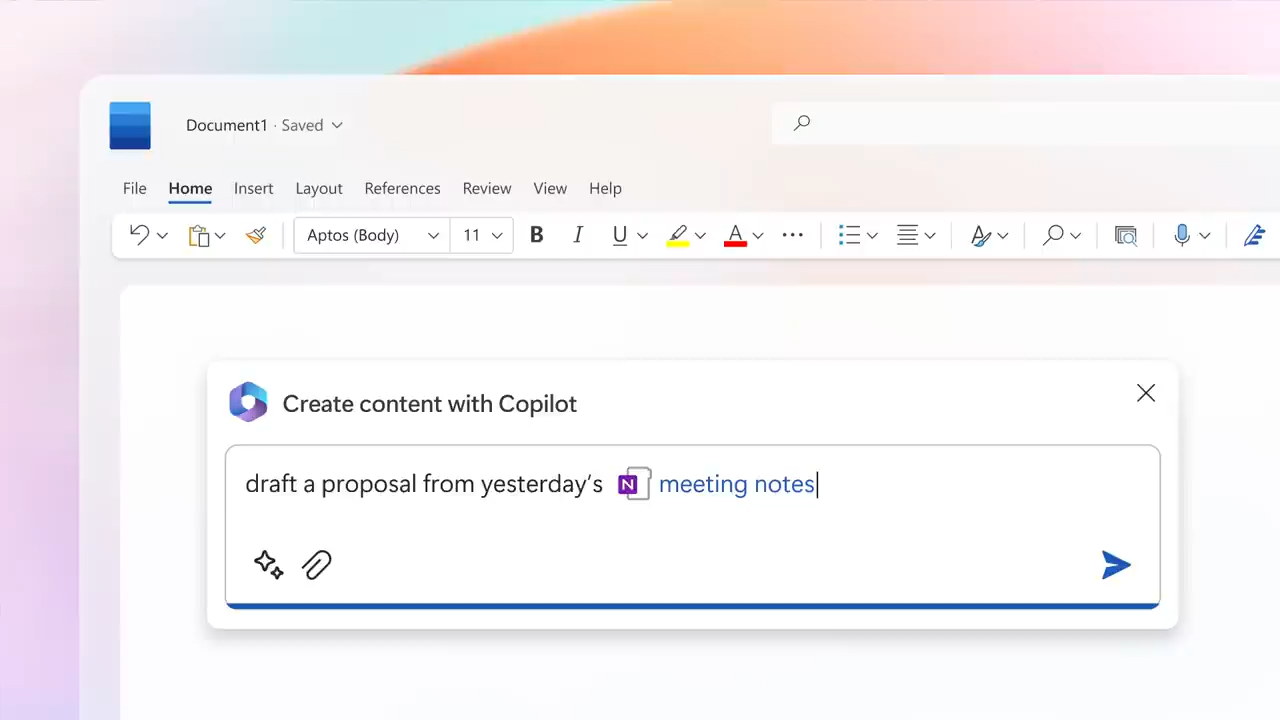 Document1 · Saved
File Home Insert Layout References Review View Help
Aptos (Body) 11 B I U A
Create content with Copilot
draft a proposal from yesterday’s N meeting notes